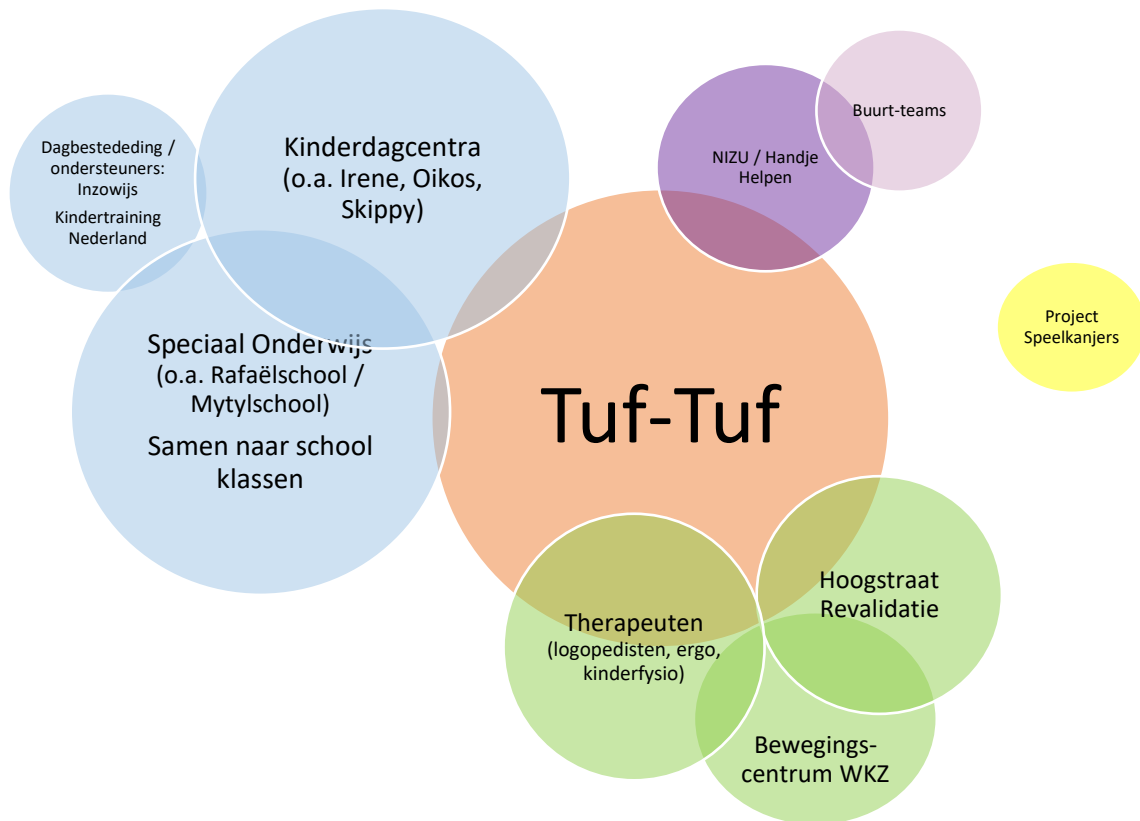 Dagbestededing /
ondersteuners:
Inzowijs
Kindertraining
Nederland
Kinderdagcentra
(o.a. Irene, Oikos,
Skippy)
NIZU / Handje
Helpen
Buurt-teams
Project
Speelkanjers
Speciaal Onderwijs
(o.a. Rafaëlschool /
Mytylschool)
Samen naar school
klassen
Tuf-Tuf
Therapeuten
(logopedisten, ergo,
kinderfysio)
Hoogstraat
Revalidatie
Bewegings-
centrum WKZ